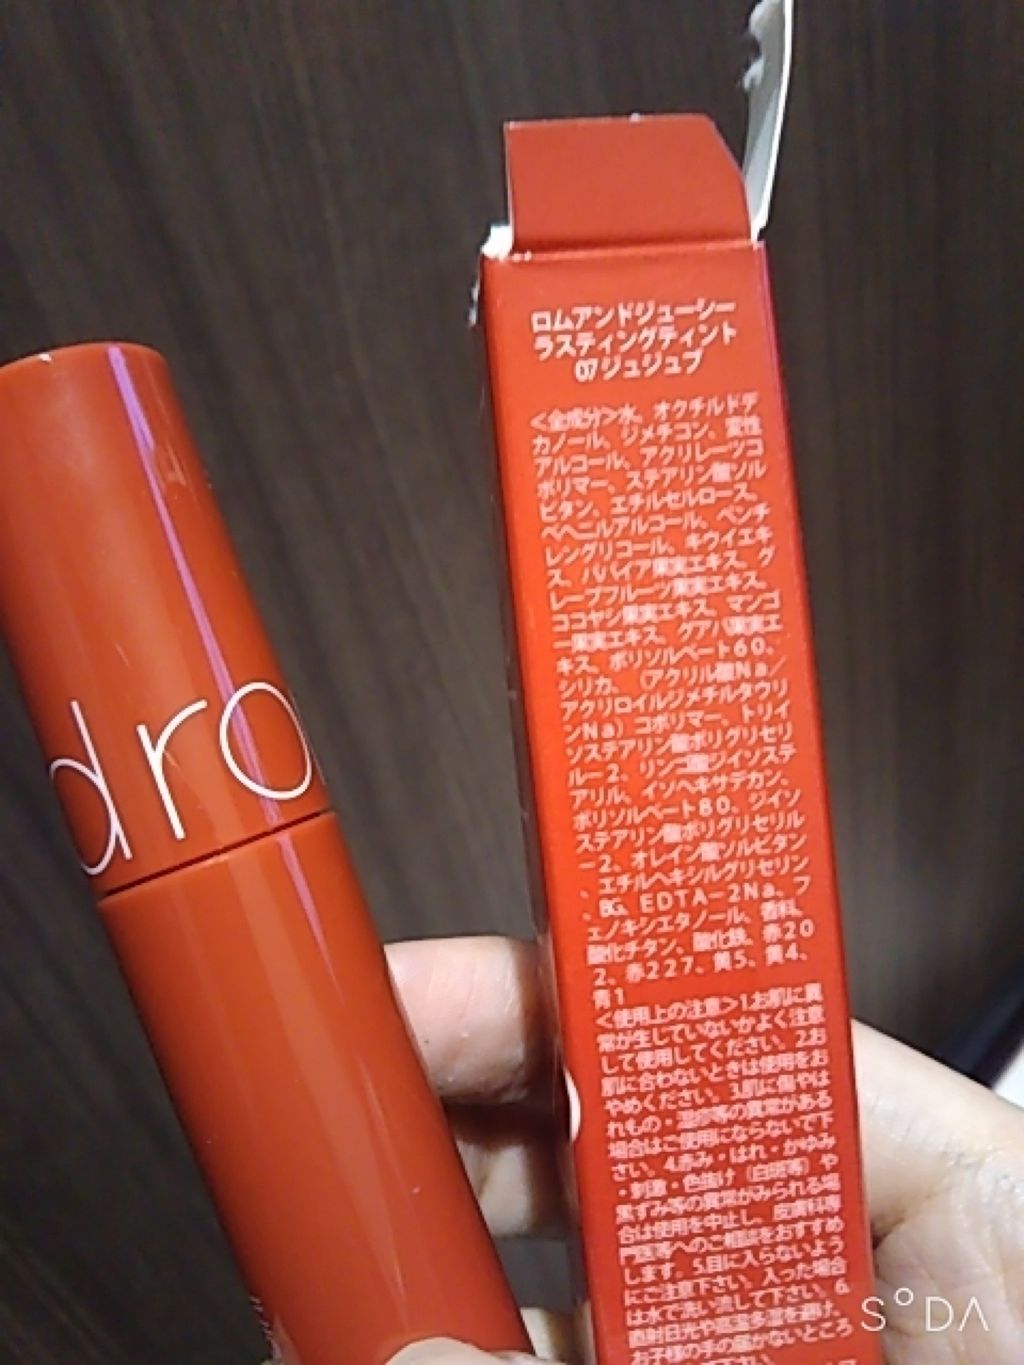 dro
ロムアンドジューシー
ラスティングティント
07ジュジュブ
<全成分>水、オクチルドデ
カノール、ジメチコン、変性
アルコール、アクリレーツコ
ポリマー、ステアリン酸ソル
ビタン、エチルセルロース、
ベヘニルアルコール、ペンチ
レングリコール、キウイエキ
ス、パパイア果実エキス、グ
レープフルーツ果実エキス、
ココヤシ果実エキス、マンゴ
ー果実エキス、グアバ果実エ
キス、ポリソルベート60、
シリカ、(アクリル酸Na/
アクリロイルジメチルタウリ
ンNa)コポリマー、トリイ
ソステアリン酸ポリグリセリ
ル-2、リンゴ酸ジイソステ
アリル、イソヘキサデカン、
ポリソルベート80、ジイソ
ステアリン酸ポリグリセリル
-2、オレイン酸ソルビタン
、エチルヘキシルグリセリン
、BG、EDTA-2Na、フ
ェノキシエタノール、香料、
酸化チタン、酸化鉄、赤20
2、赤227、黄5、黄4、
青1
<使用上の注意>1.お肌に異
常が生じていないかよく注意
して使用してください。2.お
肌に合わないときは使用をお
やめください。3.肌に傷やは
れもの・湿疹等の異常がある
場合はご使用にならないで下
さい。4.赤み・はれ・かゆみ
・刺激・色抜け(白斑等)や
黒ずみ等の異常がみられる場
合は使用を中止し、皮膚科専
門医等へのご相談をおすすめ
します。5.目に入らないよう
にご注意下さい。入った場合
は水で洗い流して下さい。6.
直射日光や高温多湿を避け、
お子様の手の届かないところ
SODA